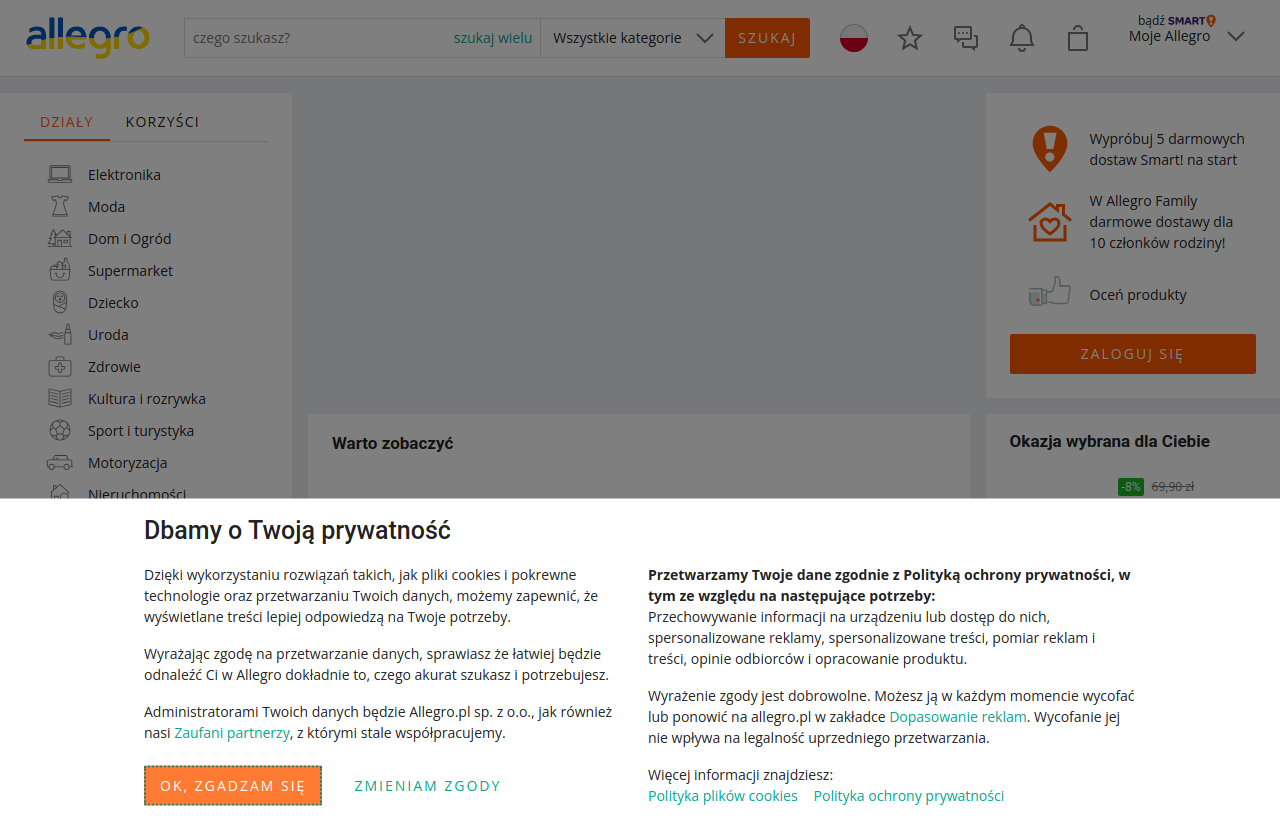 allegro
czego szukasz?
szukaj wielu
Wszystkie kategorie
SZUKAJ
bądź SMART!
Moje Allegro
DZIAŁY
KORZYŚCI
Elektronika
Moda
Dom i Ogród
Supermarket
Dziecko
Uroda
Zdrowie
Kultura i rozrywka
Sport i turystyka
Motoryzacja
Nieruchomości
Warto zobaczyć
Wypróbuj 5 darmowych
dostaw Smart! na start
W Allegro Family
darmowe dostawy dla
10 członków rodziny!
Oceń produkty
ZALOGUJ SIĘ
Okazja wybrana dla Ciebie
-8% 69,90 zł
Dbamy o Twoją prywatność
Dzięki wykorzystaniu rozwiązań takich, jak pliki cookies i pokrewne
technologie oraz przetwarzaniu Twoich danych, możemy zapewnić, że
wyświetlane treści lepiej odpowiedzą na Twoje potrzeby.
Wyrażając zgodę na przetwarzanie danych, sprawiasz że łatwiej będzie
odnaleźć Ci w Allegro dokładnie to, czego akurat szukasz i potrzebujesz.
Administratorami Twoich danych będzie Allegro.pl sp. z o.o., jak również
nasi Zaufani partnerzy, z którymi stale współpracujemy.
OK, ZGADZAM SIĘ
ZMIENIAM ZGODY
Przetwarzamy Twoje dane zgodnie z Polityką ochrony prywatności, w
tym ze względu na następujące potrzeby:
Przechowywanie informacji na urządzeniu lub dostęp do nich,
spersonalizowane reklamy, spersonalizowane treści, pomiar reklam i
treści, opinie odbiorców i opracowanie produktu.
Wyrażenie zgody jest dobrowolne. Możesz ją w każdym momencie wycofać
lub ponowić na allegro.pl w zakładce Dopasowanie reklam. Wycofanie jej
nie wpływa na legalność uprzedniego przetwarzania.
Więcej informacji znajdziesz:
Polityka plików cookies Polityka ochrony prywatności